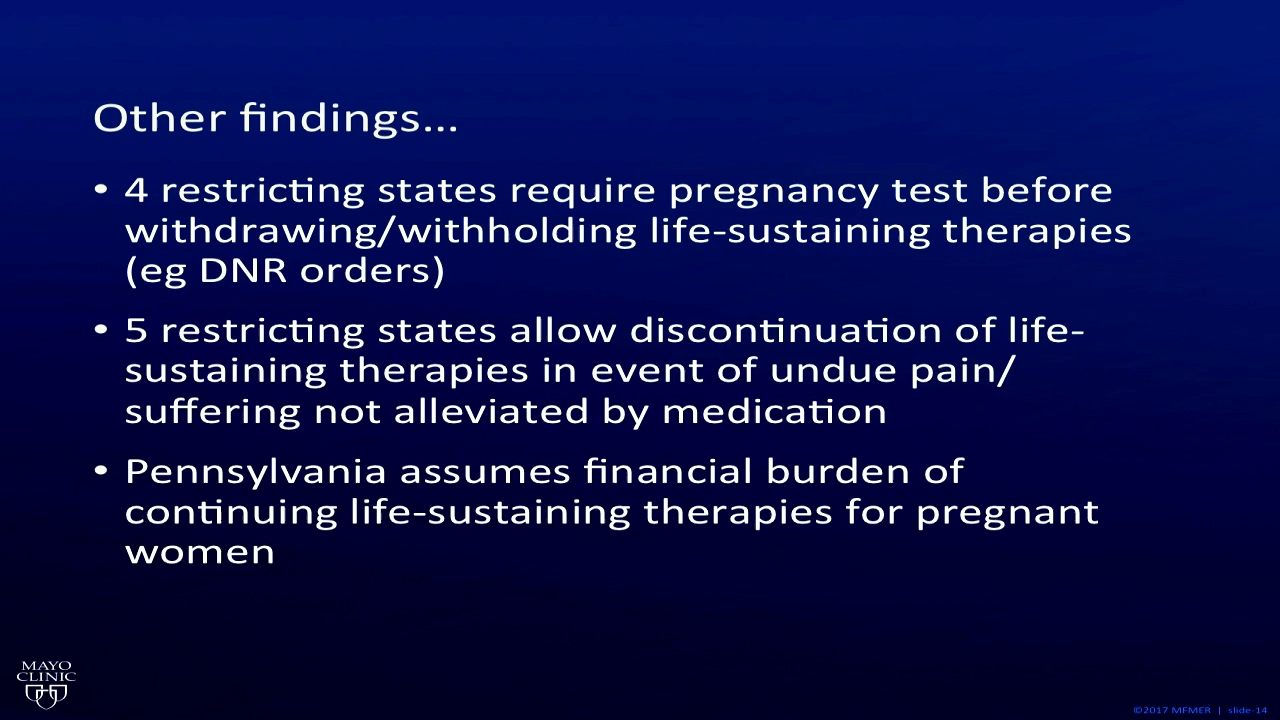 Other findings...
• 4 restricting states require pregnancy test before
withdrawing/withholding life-sustaining therapies
(eg DNR orders)
• 5 restricting states allow discontinuation of life-
sustaining therapies in event of undue pain/
suffering not alleviated by medication
• Pennsylvania assumes financial burden of
continuing life-sustaining therapies for pregnant
women
MAYO
CLINIC
©2017 MFMER | slide-14